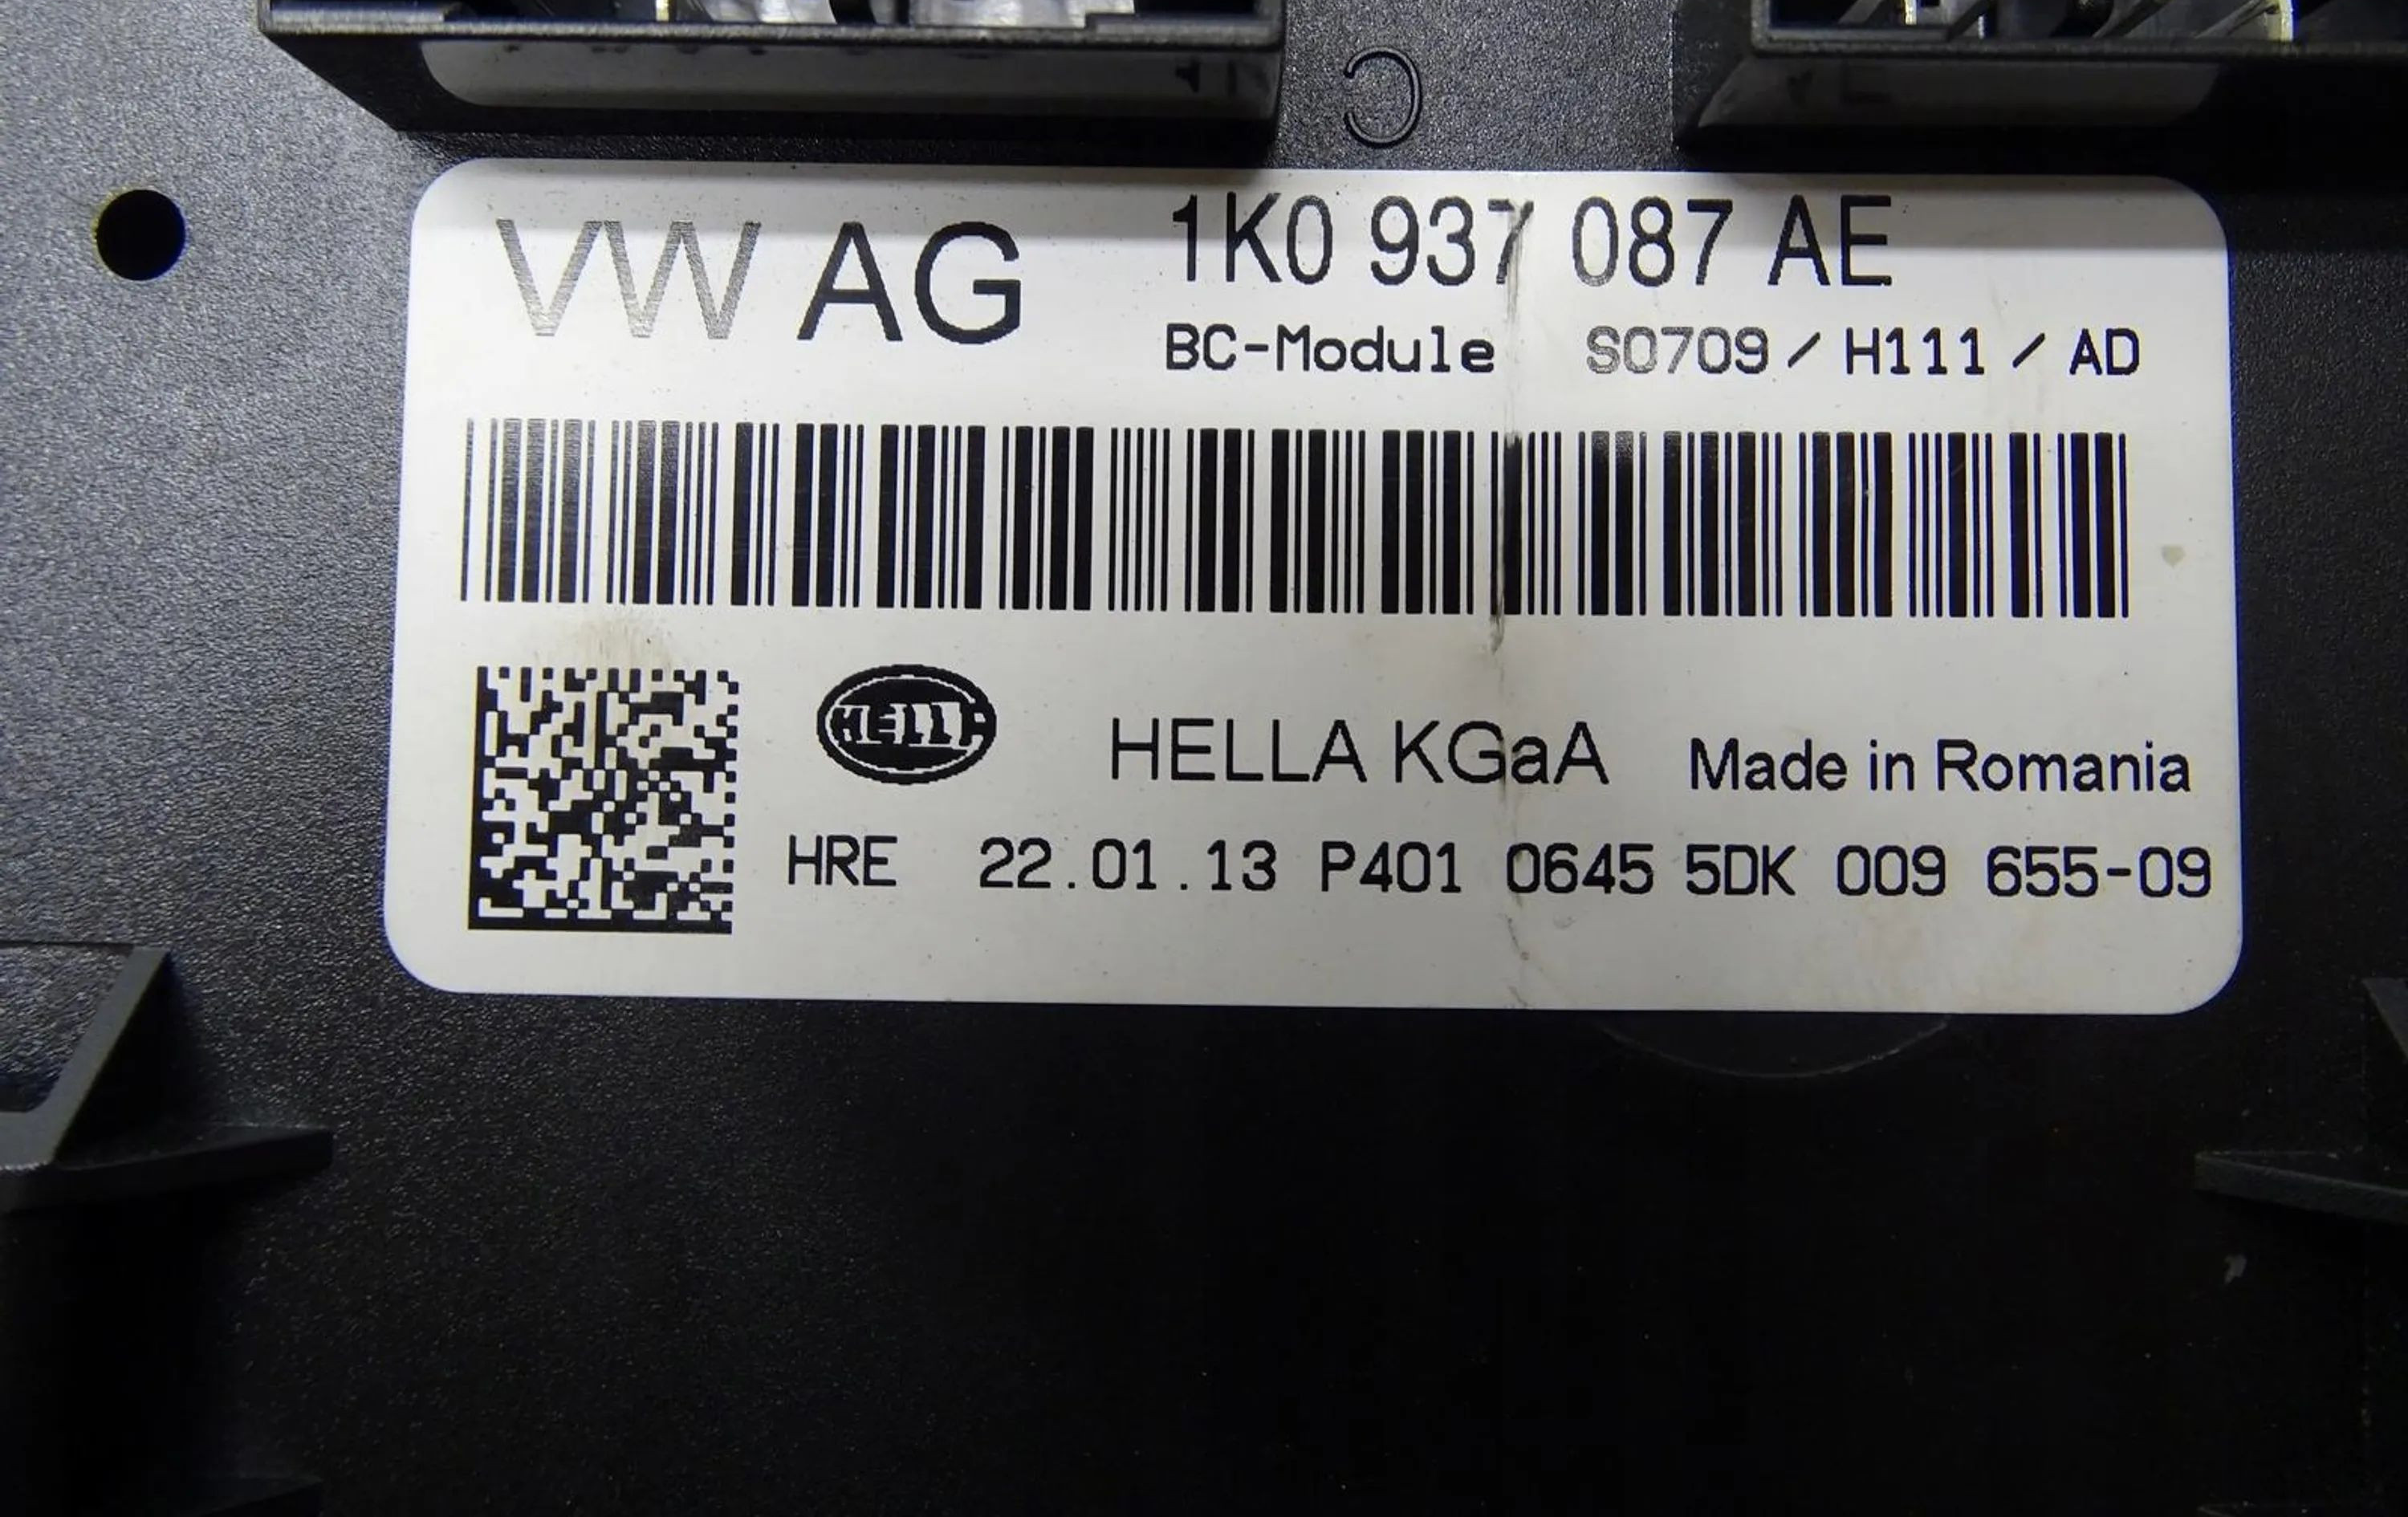 C
VW AG 1K0 937 087 AE
BC-Module S0709 / H111 / AD
HELLA HELLA KGaA Made in Romania
HRE 22.01.13 P401 0645 5DK 009 655-09